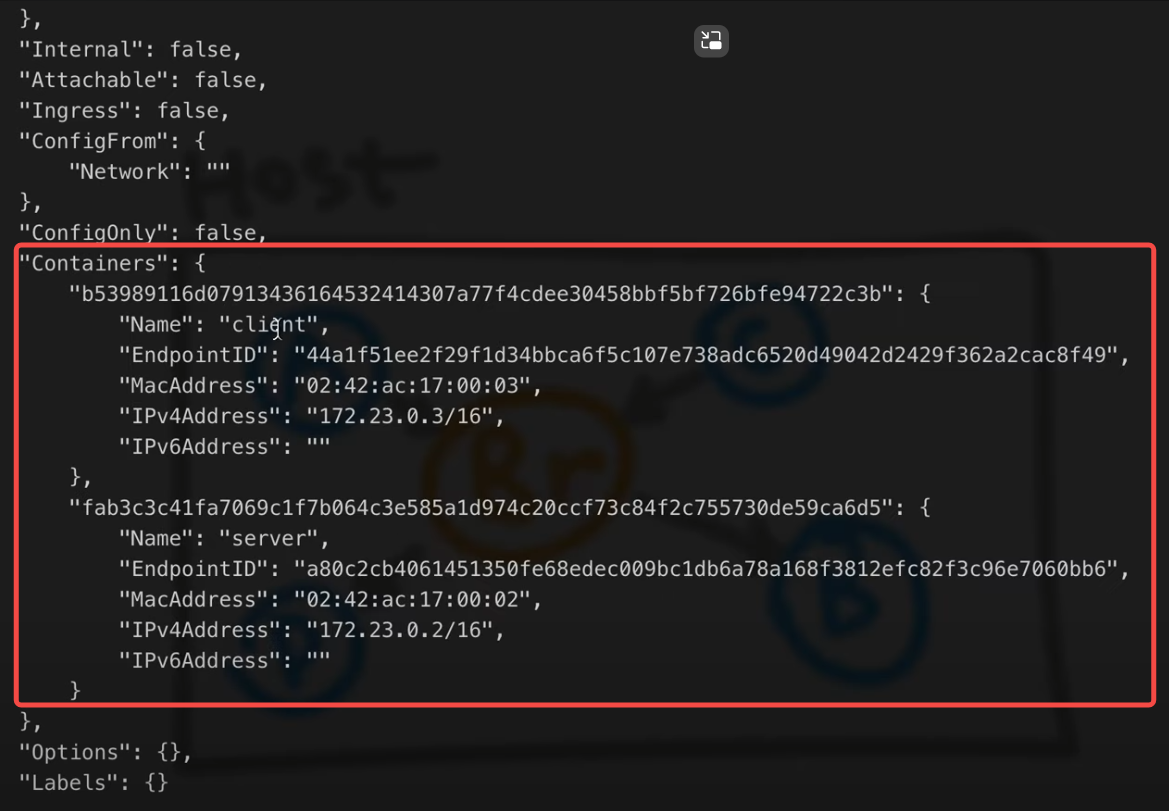 },
"Internal": false,
"Attachable": false,
"Ingress": false,
"ConfigFrom": {
    "Network": ""
},
"ConfigOnly": false,
"Containers": {
    "b53989116d07913436164532414307a77f4cdee30458bbf5bf726bfe94722c3b": {
        "Name": "client",
        "EndpointID": "44a1f51ee2f29f1d34bbca6f5c107e738adc6520d49042d2429f362a2cac8f49",
        "MacAddress": "02:42:ac:17:00:03",
        "IPv4Address": "172.23.0.3/16",
        "IPv6Address": ""
    },
    "fab3c3c41fa7069c1f7b064c3e585a1d974c20ccf73c84f2c755730de59ca6d5": {
        "Name": "server",
        "EndpointID": "a80c2cb4061451350fe68edec009bc1db6a78a168f3812efc82f3c96e7060bb6",
        "MacAddress": "02:42:ac:17:00:02",
        "IPv4Address": "172.23.0.2/16",
        "IPv6Address": ""
    }
},
"Options": {},
"Labels": {}
Host
A
C
Br
D
B